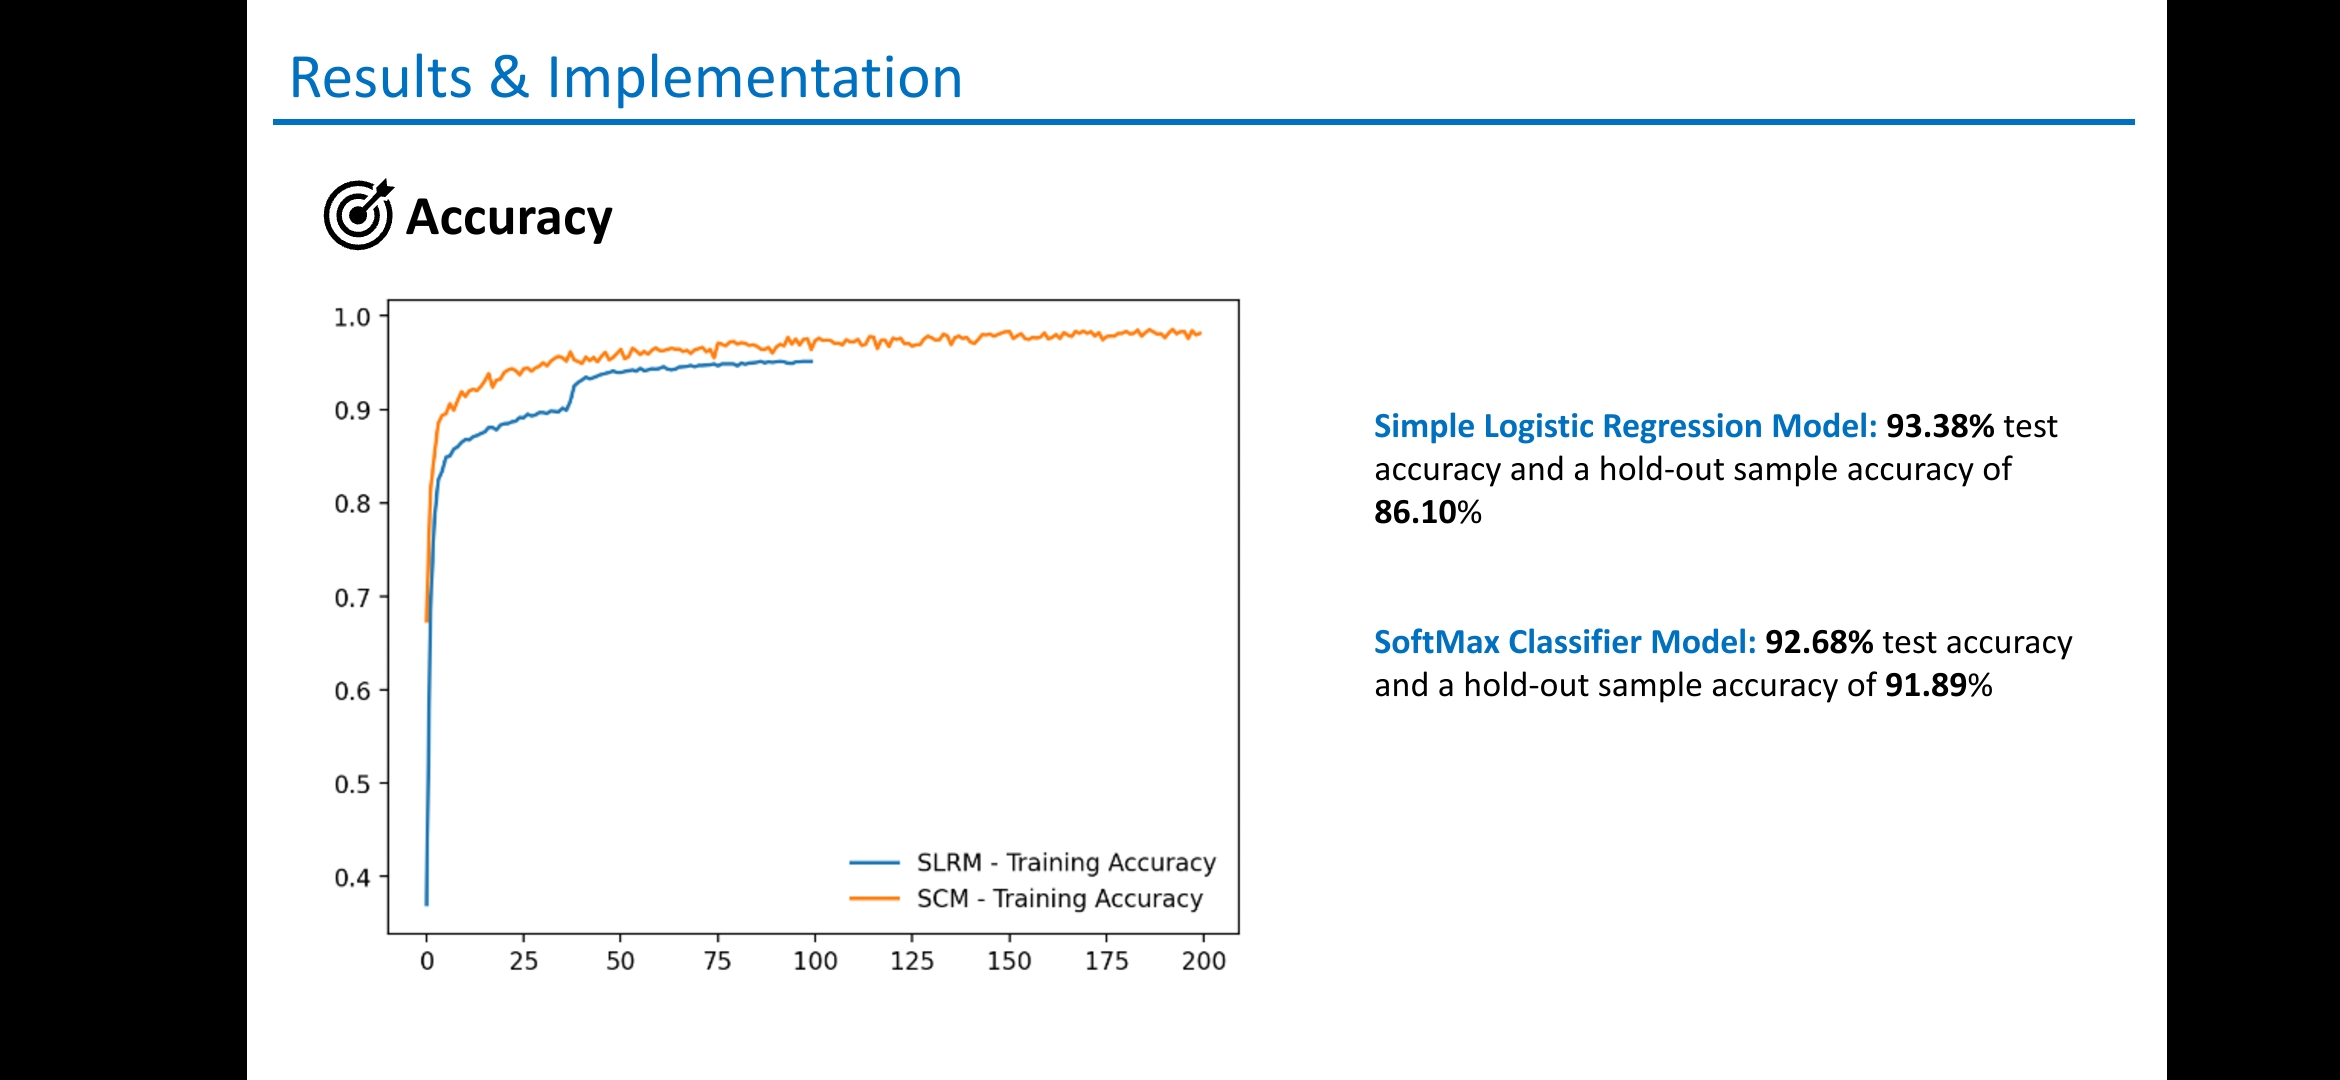 Results & Implementation
Accuracy
1.0
0.9
0.8
0.7
0.6
0.5
0.4
SLRM - Training Accuracy
SCM - Training Accuracy
0 25 50 75 100 125 150 175 200
Simple Logistic Regression Model: 93.38% test
accuracy and a hold-out sample accuracy of
86.10%
SoftMax Classifier Model: 92.68% test accuracy
and a hold-out sample accuracy of 91.89%